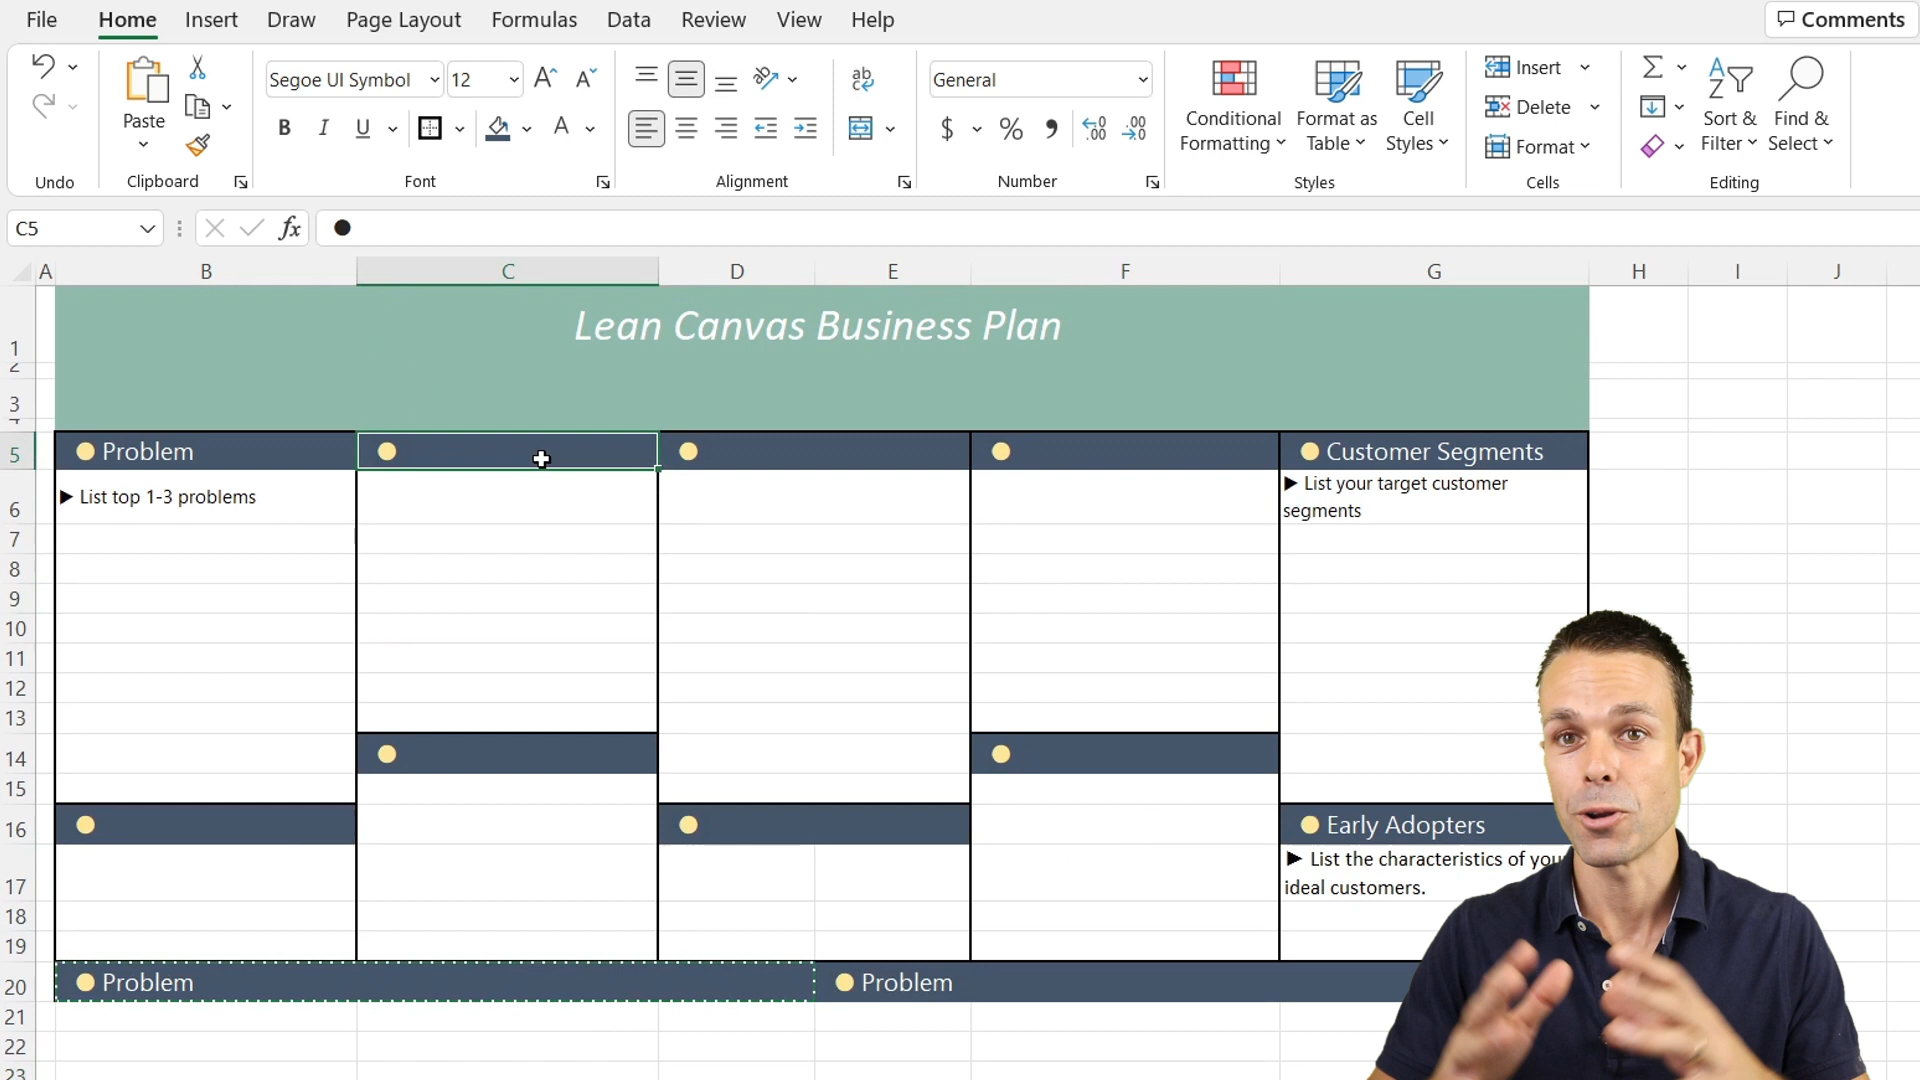 File Home Insert Draw Page Layout Formulas Data Review View Help Comments
Segoe UI Symbol 12 General
Paste
Conditional Formatting
Format as Table
Cell Styles
Insert
Delete
Format
Sort & Filter
Find & Select
Undo Clipboard Font Alignment Number Styles Cells Editing
C5 fx ●
A B C D E F G H I J
1 Lean Canvas Business Plan
2
3
4
5 ● Problem ● ● ● ● Customer Segments
6 ▶ List top 1-3 problems ▶ List your target customer
segments
7
8
9
10
11
12
13
14 ● ●
15
16 ● ● ● Early Adopters
17 ▶ List the characteristics of you
ideal customers.
18
19
20 ● Problem ● Problem
21
22
23